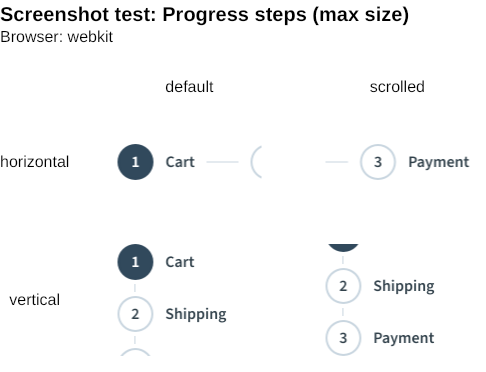 Screenshot test: Progress steps (max size)
Browser: webkit
default scrolled
horizontal 1 Cart 3 Payment
1 Cart
2 Shipping
vertical
2 Shipping
3 Payment